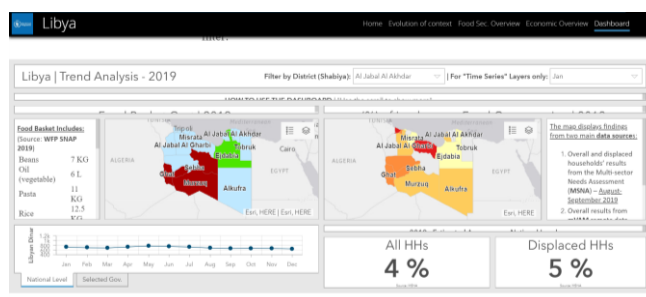 Libya
Home Evolution of context Food Sec. Overview Economic Overview Dashboard
Libya | Trend Analysis - 2019
Filter by District (Shabiya): Al Jabal Al Akhdar | For "Time Series" Layers only: Jan
Food Basket Includes:
(Source: WFP SNAP
2019)
Beans 7 KG
Oil
(vegetable) 6 L
Pasta 11
KG
Rice 12.5
KG
Tripoli
Misrata
Al Jabal Al Akhdar
Al Jabal Al Gharbi
Tobruk
Ejdabia
Cairo
ALGERIA
Sebha
EGYPT
Ghat
Murzuq
Alkufra
Esri, HERE | Esri, HERE
Misrata
Al Jabal Al Akhdar
Al Jabal Al Gharbi
Tobruk
Ejdabia
ALGERIA
Sebha
EGYPT
Ghat
Murzuq
Alkufra
Esri, HERE
The map displays findings
from two main data sources:
1. Overall and displaced
households' results
from the Multi-sector
Needs Assessment
(MSNA) – August-
September 2019
2. Overall results from
Jan Feb Mar Apr May Jun Jul Aug Sep Oct Nov Dec
National Level Selected Gov.
All HHs
4 %
Displaced HHs
5 %